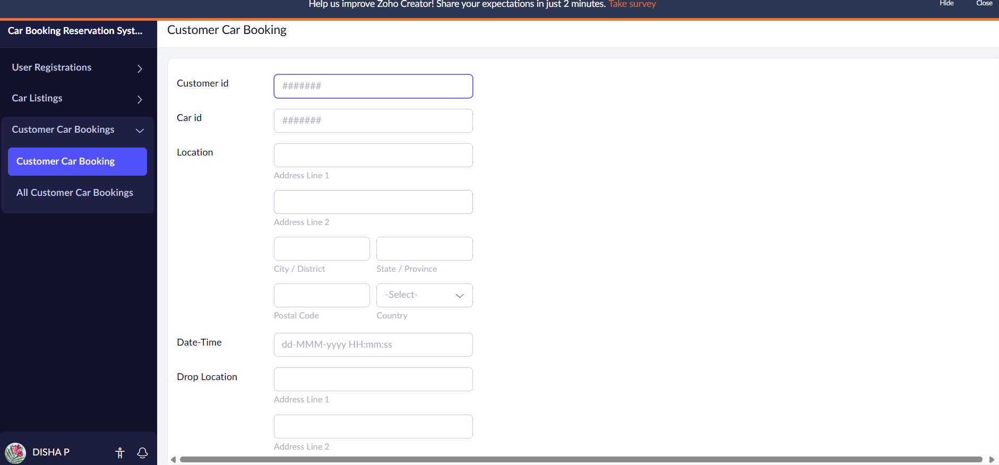 Help us improve Zoho Creator! Share your expectations in just 2 minutes. Take survey
Hide
Close
Car Booking Reservation Syst...
User Registrations
Car Listings
Customer Car Bookings
Customer Car Booking
All Customer Car Bookings
DISHA P
Customer Car Booking
Customer id
#######
Car id
#######
Location
Address Line 1
Address Line 2
City / District
State / Province
Postal Code
-Select-
Country
Date-Time
dd-MMM-yyyy HH:mm:ss
Drop Location
Address Line 1
Address Line 2